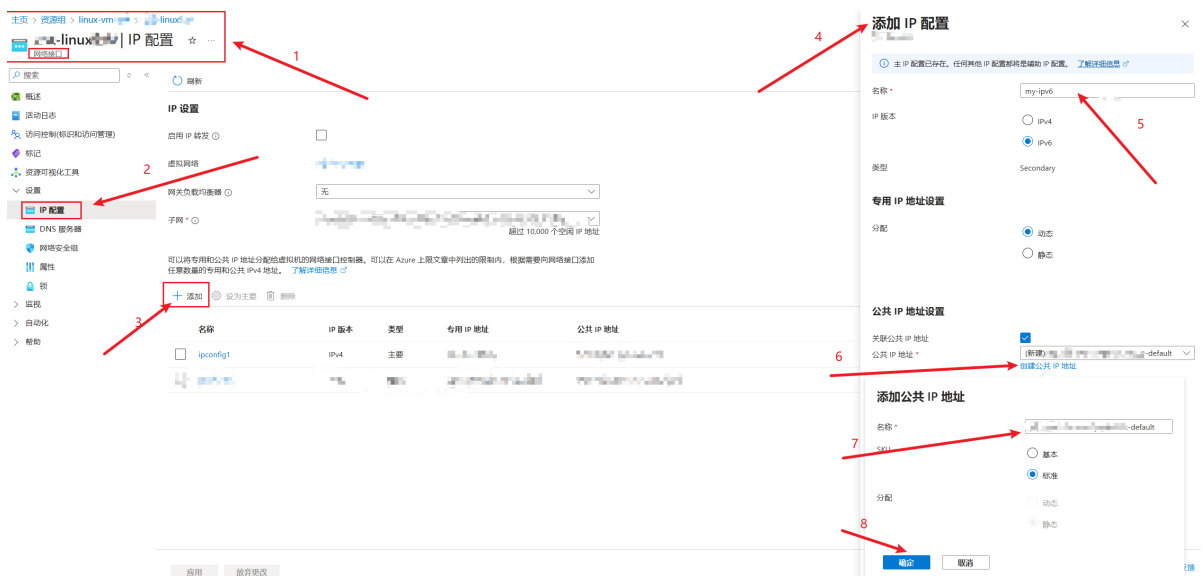 主页 > 资源组 > linux-vm- > linux
-linux | IP 配置 ☆ ...
网络接口
搜索
概述
活动日志
访问控制(标识和访问管理)
标记
资源可视化工具
设置
IP 配置
DNS 服务器
网络安全组
属性
锁
监视
自动化
帮助
1
2
3
刷新
IP 设置
启用 IP 转发
虚拟网络
网关负载均衡器
无
子网 *
超过 10,000 个空闲 IP 地址
可以将专用和公共 IP 地址分配给虚拟机的网络接口控制器。可以在 Azure 上限文章中列出的限制内，根据需要向网络接口添加
任意数量的专用和公共 IPv4 地址。 了解详细信息
添加 设为主要 删除
名称 IP 版本 类型 专用 IP 地址 公共 IP 地址
ipconfig1 IPv4 主要
应用 放弃更改
4
添加 IP 配置
主 IP 配置已存在。任何其他 IP 配置都将是辅助 IP 配置。 了解详细信息
名称 *
my-ipv6
5
IP 版本
IPv4
IPv6
类型
Secondary
专用 IP 地址设置
分配
动态
静态
公共 IP 地址设置
关联公共 IP 地址
公共 IP 地址 *
(新建) -default
6
创建公共 IP 地址
添加公共 IP 地址
名称 *
-default
7
SKU
基本
标准
分配
动态
静态
8
确定 取消